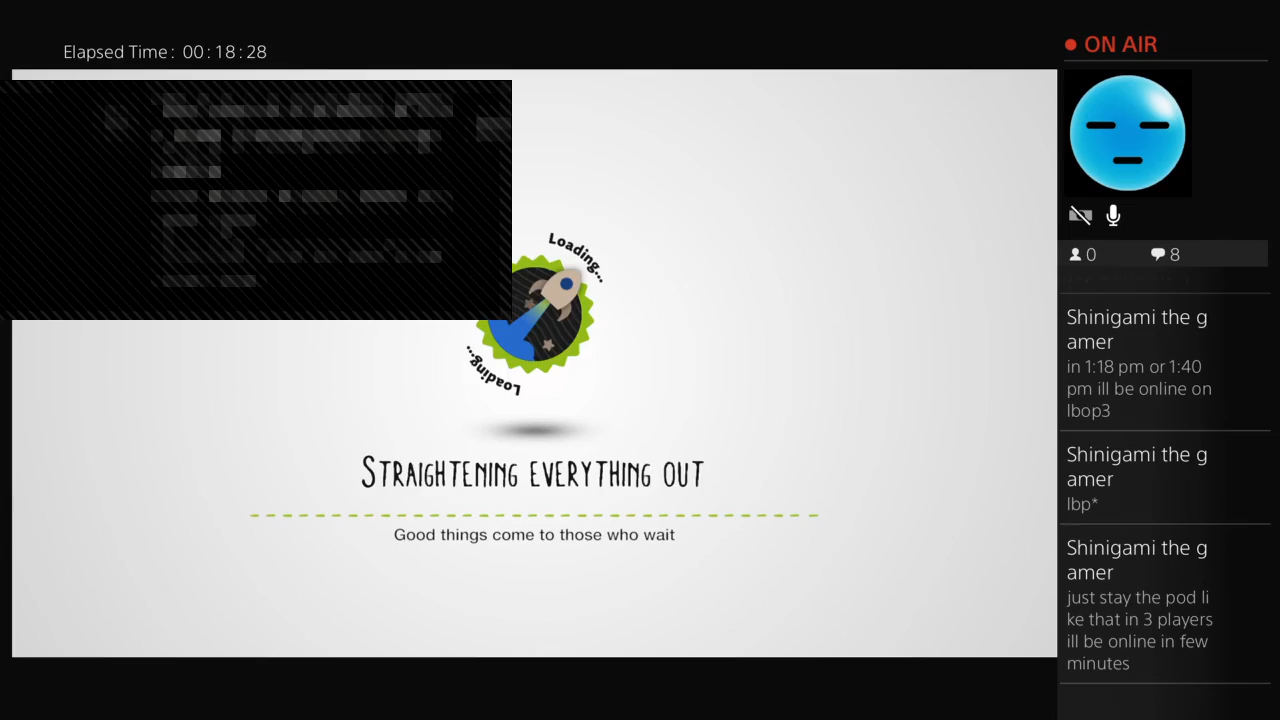 Elapsed Time: 00:18:28
ON AIR
0 8
Shinigami the g
amer
in 1:18 pm or 1:40
pm ill be online on
lbop3
Shinigami the g
amer
lbp*
Shinigami the g
amer
just stay the pod li
ke that in 3 players
ill be online in few
minutes
Loading...
Loading...
STRAIGHTENING EVERYTHING OUT
Good things come to those who wait